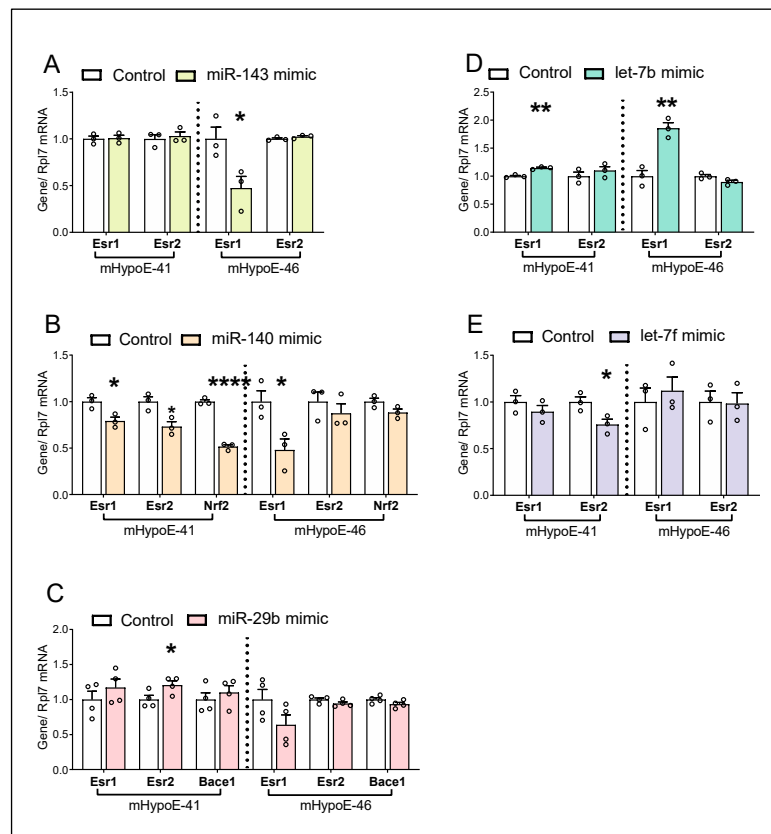 A
Control miR-143 mimic
Gene/ Rpl7 mRNA
1.5
1.0
0.5
0.0
*
Esr1 Esr2 Esr1 Esr2
mHypoE-41 mHypoE-46
B
Control miR-140 mimic
Gene/ Rpl7 mRNA
1.5
1.0
0.5
0.0
* * **** *
Esr1 Esr2 Nrf2 Esr1 Esr2 Nrf2
mHypoE-41 mHypoE-46
C
Control miR-29b mimic
Gene/ Rpl7 mRNA
2.0
1.5
1.0
0.5
0.0
*
Esr1 Esr2 Bace1 Esr1 Esr2 Bace1
mHypoE-41 mHypoE-46
D
Control let-7b mimic
Gene/ Rpl7 mRNA
2.5
2.0
1.5
1.0
0.5
0.0
** **
Esr1 Esr2 Esr1 Esr2
mHypoE-41 mHypoE-46
E
Control let-7f mimic
Gene/ Rpl7 mRNA
1.5
1.0
0.5
0.0
*
Esr1 Esr2 Esr1 Esr2
mHypoE-41 mHypoE-46